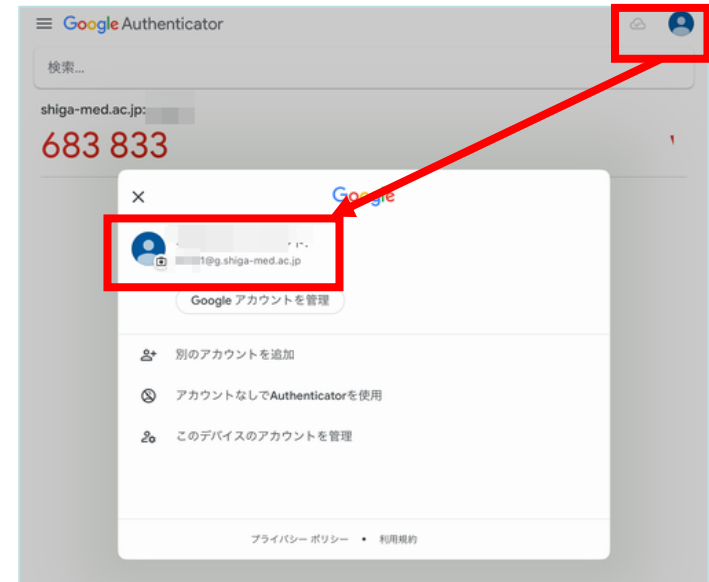 Google Authenticator
検索...
shiga-med.ac.jp:
683 833
Google
1@g.shiga-med.ac.jp
Google アカウントを管理
別のアカウントを追加
アカウントなしでAuthenticatorを使用
このデバイスのアカウントを管理
プライバシー ポリシー • 利用規約